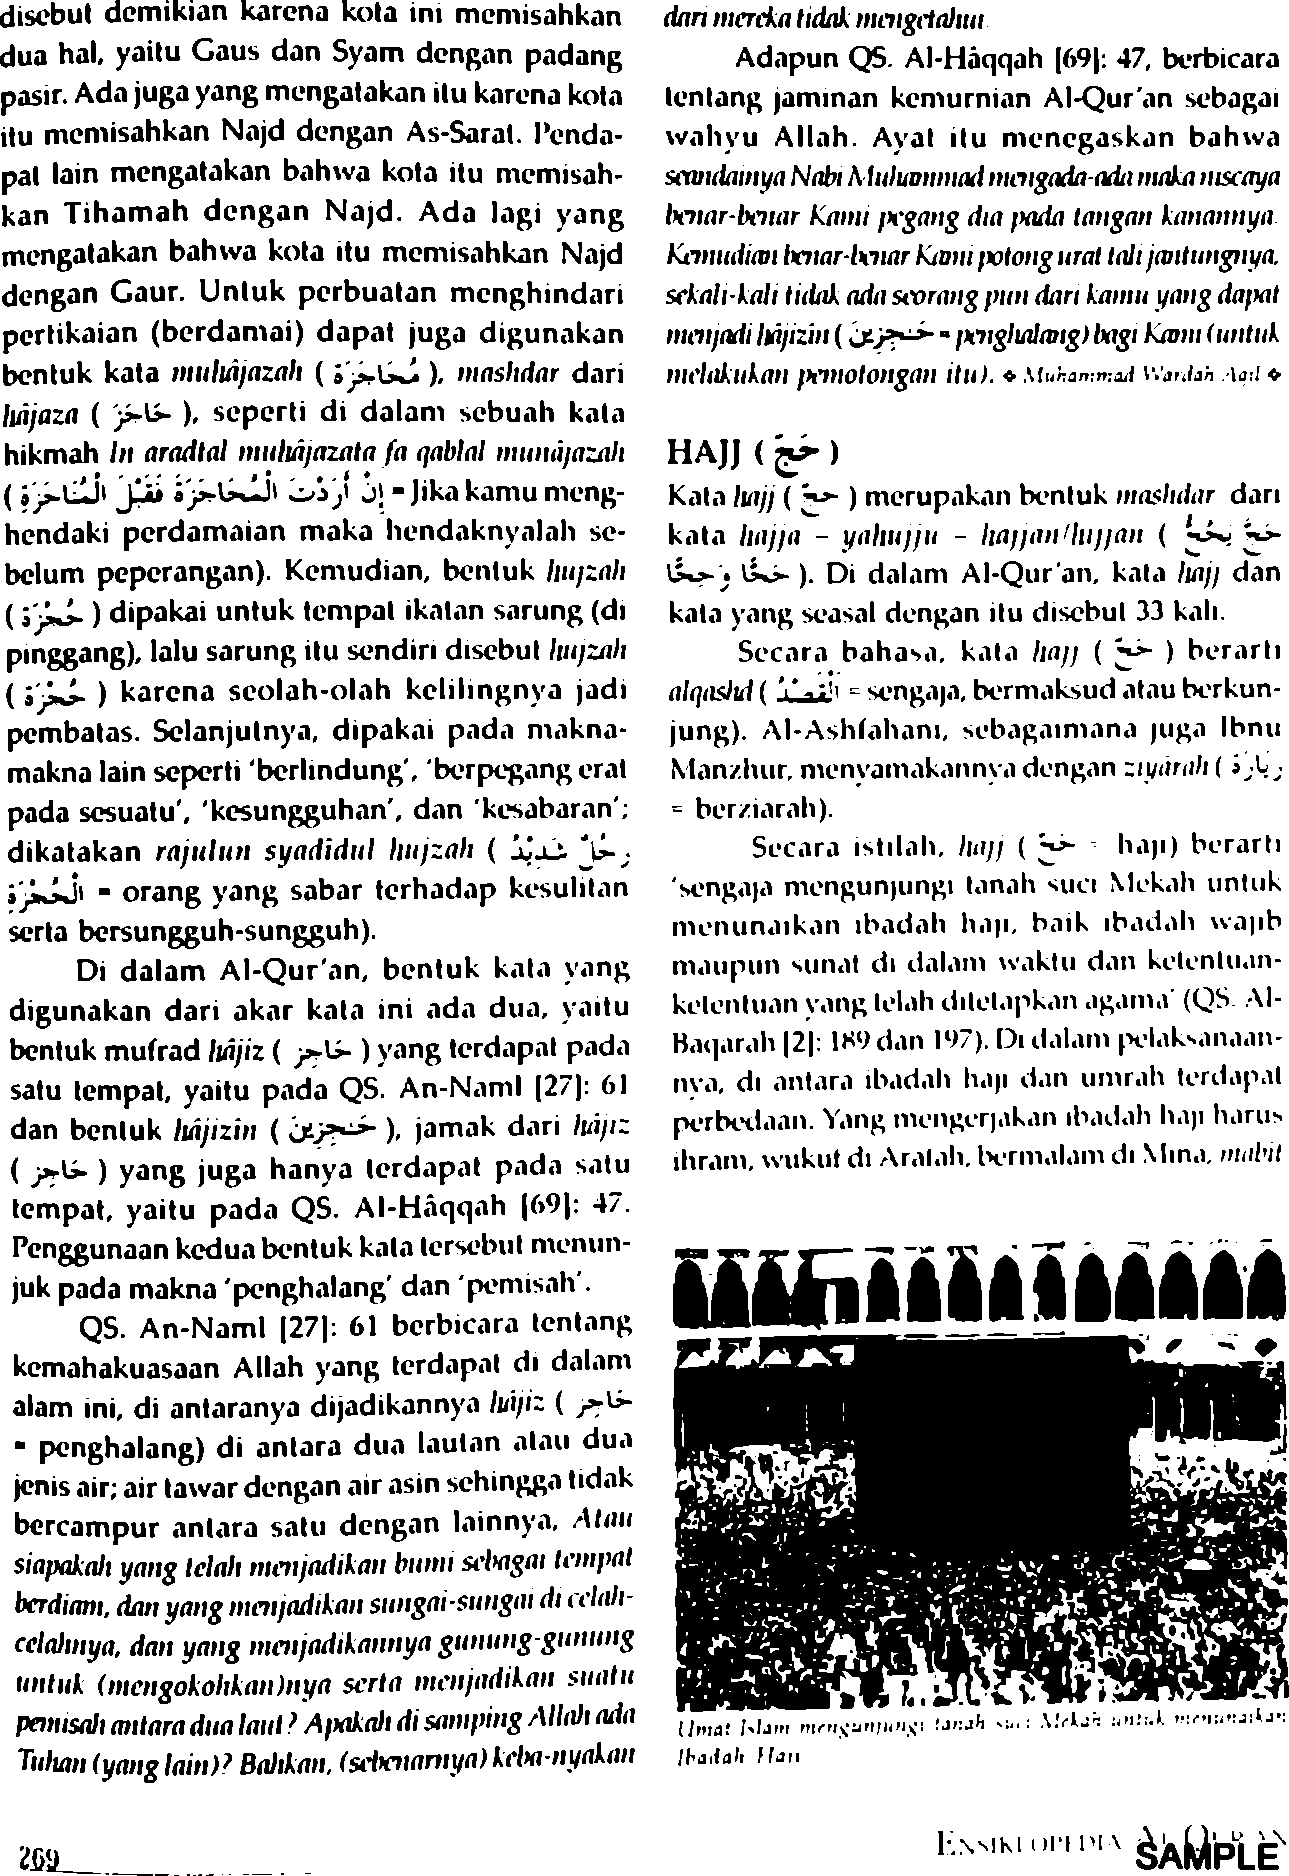 disebut demikian karena kota ini memisahkan
dua hal, yaitu Gaus dan Syam dengan padang
pasir. Ada juga yang mengatakan itu karena kota
itu memisahkan Najd dengan As-Sarat. Penda-
pat lain mengatakan bahwa kota itu memisah-
kan Tihamah dengan Najd. Ada lagi yang
mengatakan bahwa kota itu memisahkan Najd
dengan Gaur. Untuk perbuatan menghindari
pertikaian (berdamai) dapat juga digunakan
bentuk kata muhâjazah ( مُحَاجَزَة ), mashdar dari
hâjaza ( حَاجَزَ ), seperti di dalam sebuah kata
hikmah In aradtal muhâjazata fa qablal munâjazah
( إِنْ أَرَدْتَ الْمُحَاجَزَةَ فَقَبْلَ الْمُنَاجَزَةِ = Jika kamu meng-
hendaki perdamaian maka hendaknyalah se-
belum peperangan). Kemudian, bentuk hujzah
( حُجْزَة ) dipakai untuk tempat ikatan sarung (di
pinggang), lalu sarung itu sendiri disebut hujzah
( حُجْزَة ) karena seolah-olah kelilingnya jadi
pembatas. Selanjutnya, dipakai pada makna-
makna lain seperti 'berlindung', 'berpegang erat
pada sesuatu', 'kesungguhan', dan 'kesabaran';
dikatakan rajulun syadîdul hujzah ( رَجُلٌ شَدِيْدُ
الْحُجْزَةِ = orang yang sabar terhadap kesulitan
serta bersungguh-sungguh).
Di dalam Al-Qur'an, bentuk kata yang
digunakan dari akar kata ini ada dua, yaitu
bentuk mufrad hâjiz ( حَاجِز ) yang terdapat pada
satu tempat, yaitu pada QS. An-Naml [27]: 61
dan bentuk hâjizîn ( حَـٰجِزِيْنَ ), jamak dari hâjiz
( حَاجِز ) yang juga hanya terdapat pada satu
tempat, yaitu pada QS. Al-Hâqqah [69]: 47.
Penggunaan kedua bentuk kata tersebut menun-
juk pada makna 'penghalang' dan 'pemisah'.
QS. An-Naml [27]: 61 berbicara tentang
kemahakuasaan Allah yang terdapat di dalam
alam ini, di antaranya dijadikannya hâjiz ( حَاجِز
= penghalang) di antara dua lautan atau dua
jenis air; air tawar dengan air asin sehingga tidak
bercampur antara satu dengan lainnya, Atau
siapakah yang telah menjadikan bumi sebagai tempat
berdiam, dan yang menjadikan sungai-sungai di celah-
celahnya, dan yang menjadikannya gunung-gunung
untuk (mengokohkan)nya serta menjadikan suatu
pemisah antara dua laut? Apakah di samping Allah ada
Tuhan (yang lain)? Bahkan, (sebenarnya) keba-nyakan
dari mereka tidak mengetahui.
Adapun QS. Al-Hâqqah [69]: 47, berbicara
tentang jaminan kemurnian Al-Qur'an sebagai
wahyu Allah. Ayat itu menegaskan bahwa
seandainya Nabi Muhammad mengada-ada maka niscaya
benar-benar Kami pegang dia pada tangan kanannya.
Kemudian benar-benar Kami potong urat tali jantungnya,
sekali-kali tidak ada seorang pun dari kamu yang dapat
menjadi hâjizîn ( حَـٰجِزِيْنَ = penghalang) bagi Kami (untuk
melakukan pemotongan itu). ❖ Muhammad Wardah Aqil ❖
HAJJ ( حَجّ )
Kata hajj ( حَجّ ) merupakan bentuk mashdar dari
kata hajja – yahujju – hajjan/hijjan ( حَجَّ يَحُجُّ
حَجًّا وَحِجًّا ). Di dalam Al-Qur'an, kata hajj dan
kata yang seasal dengan itu disebut 33 kali.
Secara bahasa, kata hajj ( حَجّ ) berarti
alqashd ( الْقَصْدُ = sengaja, bermaksud atau berkun-
jung). Al-Ashfahani, sebagaimana juga Ibnu
Manzhur, menyamakannya dengan ziyârah ( زِيَارَة
= berziarah).
Secara istilah, hajj ( حَجّ = haji) berarti
'sengaja mengunjungi tanah suci Mekah untuk
menunaikan ibadah haji, baik ibadah wajib
maupun sunat di dalam waktu dan ketentuan-
ketentuan yang telah ditetapkan agama' (QS. Al-
Baqarah [2]: 189 dan 197). Di dalam pelaksanaan-
nya, di antara ibadah haji dan umrah terdapat
perbedaan. Yang mengerjakan ibadah haji harus
ihram, wukuf di Arafah, bermalam di Mina, mabit
Umat Islam mengunjungi tanah suci Mekah untuk menunaikan
Ibadah Haji
269
ENSIKLOPEDIA AL-QUR'AN
SAMPLE